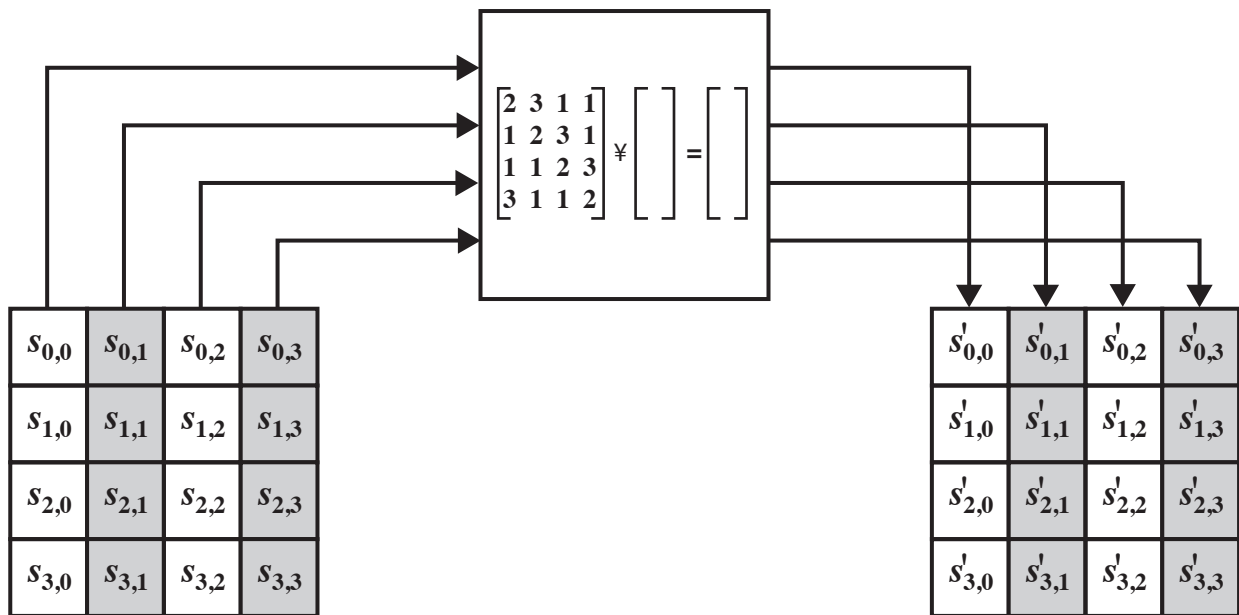 2 3 1 1
1 2 3 1
1 1 2 3
3 1 1 2
¥
=
s0,0 s0,1 s0,2 s0,3
s1,0 s1,1 s1,2 s1,3
s2,0 s2,1 s2,2 s2,3
s3,0 s3,1 s3,2 s3,3
s'0,0 s'0,1 s'0,2 s'0,3
s'1,0 s'1,1 s'1,2 s'1,3
s'2,0 s'2,1 s'2,2 s'2,3
s'3,0 s'3,1 s'3,2 s'3,3